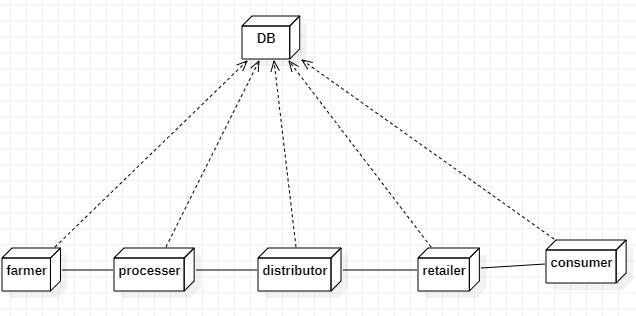 DB
farmer
processer
distributor
retailer
consumer